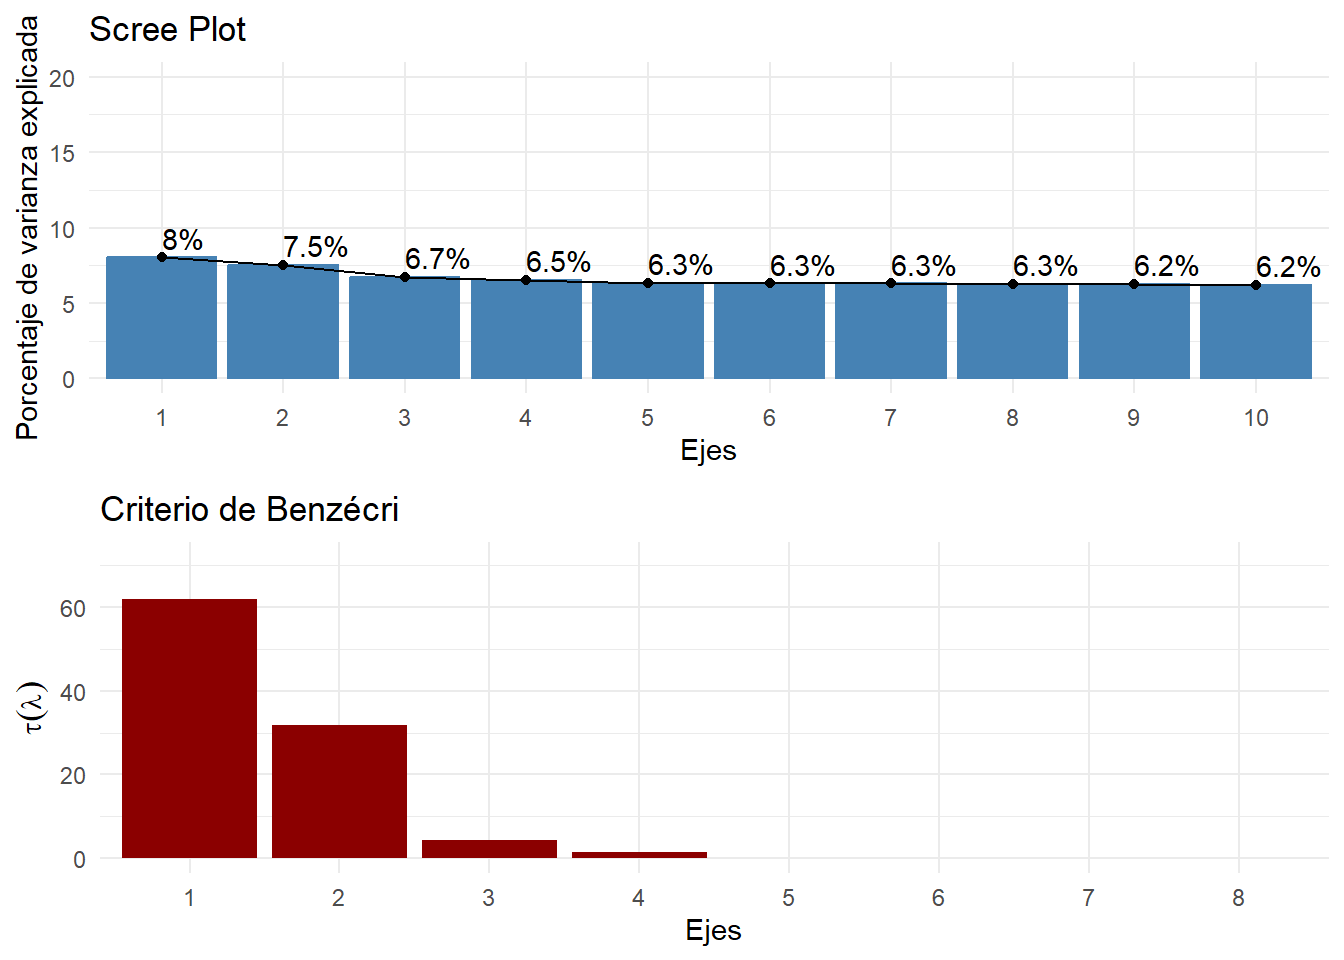 Scree Plot
Porcentaje de varianza explicada
20
15
10
5
0
8%
7.5%
6.7%
6.5%
6.3%
6.3%
6.3%
6.3%
6.2%
6.2%
1 2 3 4 5 6 7 8 9 10
Ejes
Criterio de Benzécri
τ(λ)
60
40
20
0
1 2 3 4 5 6 7 8
Ejes